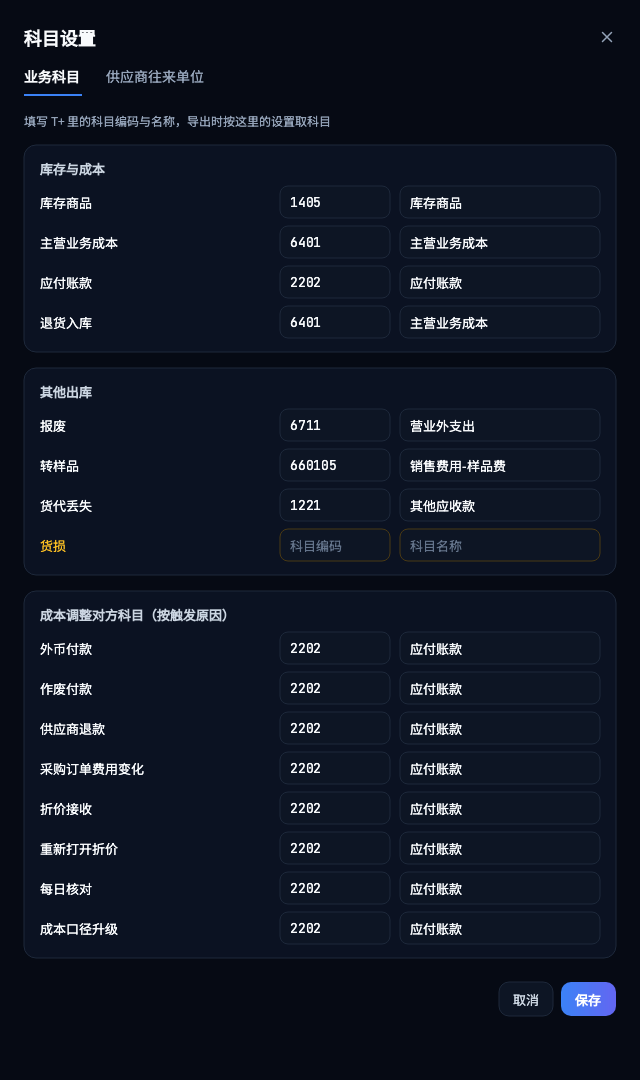 科目设置
业务科目 供应商往来单位
填写 T+ 里的科目编码与名称，导出时按这里的设置取科目
库存与成本
库存商品 1405 库存商品
主营业务成本 6401 主营业务成本
应付账款 2202 应付账款
退货入库 6401 主营业务成本
其他出库
报废 6711 营业外支出
转样品 660105 销售费用-样品费
货代丢失 1221 其他应收款
货损 科目编码 科目名称
成本调整对方科目（按触发原因）
外币付款 2202 应付账款
作废付款 2202 应付账款
供应商退款 2202 应付账款
采购订单费用变化 2202 应付账款
折价接收 2202 应付账款
重新打开折价 2202 应付账款
每日核对 2202 应付账款
成本口径升级 2202 应付账款
取消 保存